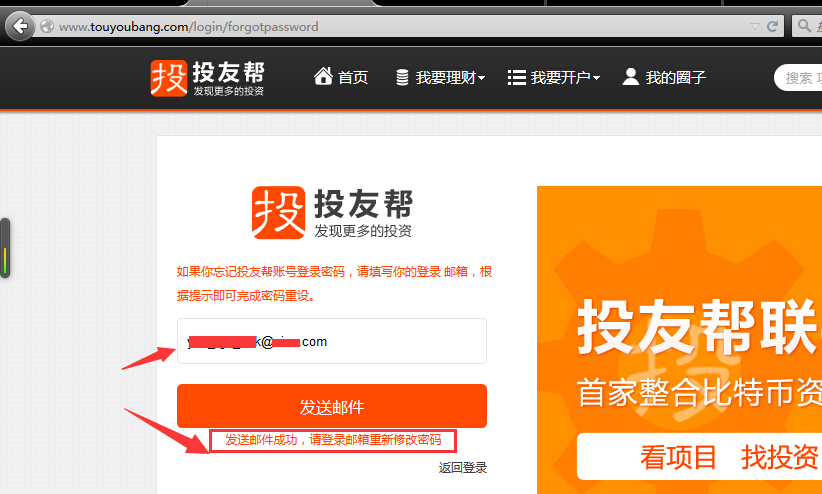 www.touyoubang.com/login/forgotpassword
投 投友帮
发现更多的投资
首页 我要理财 我要开户 我的圈子 搜索
投 投友帮
发现更多的投资
如果你忘记投友帮账号登录密码，请填写你的登录 邮箱，根
据提示即可完成密码重设。
.com
发送邮件
发送邮件成功，请登录邮箱重新修改密码
返回登录
投友帮联
首家整合比特币资
投
看项目 找投资